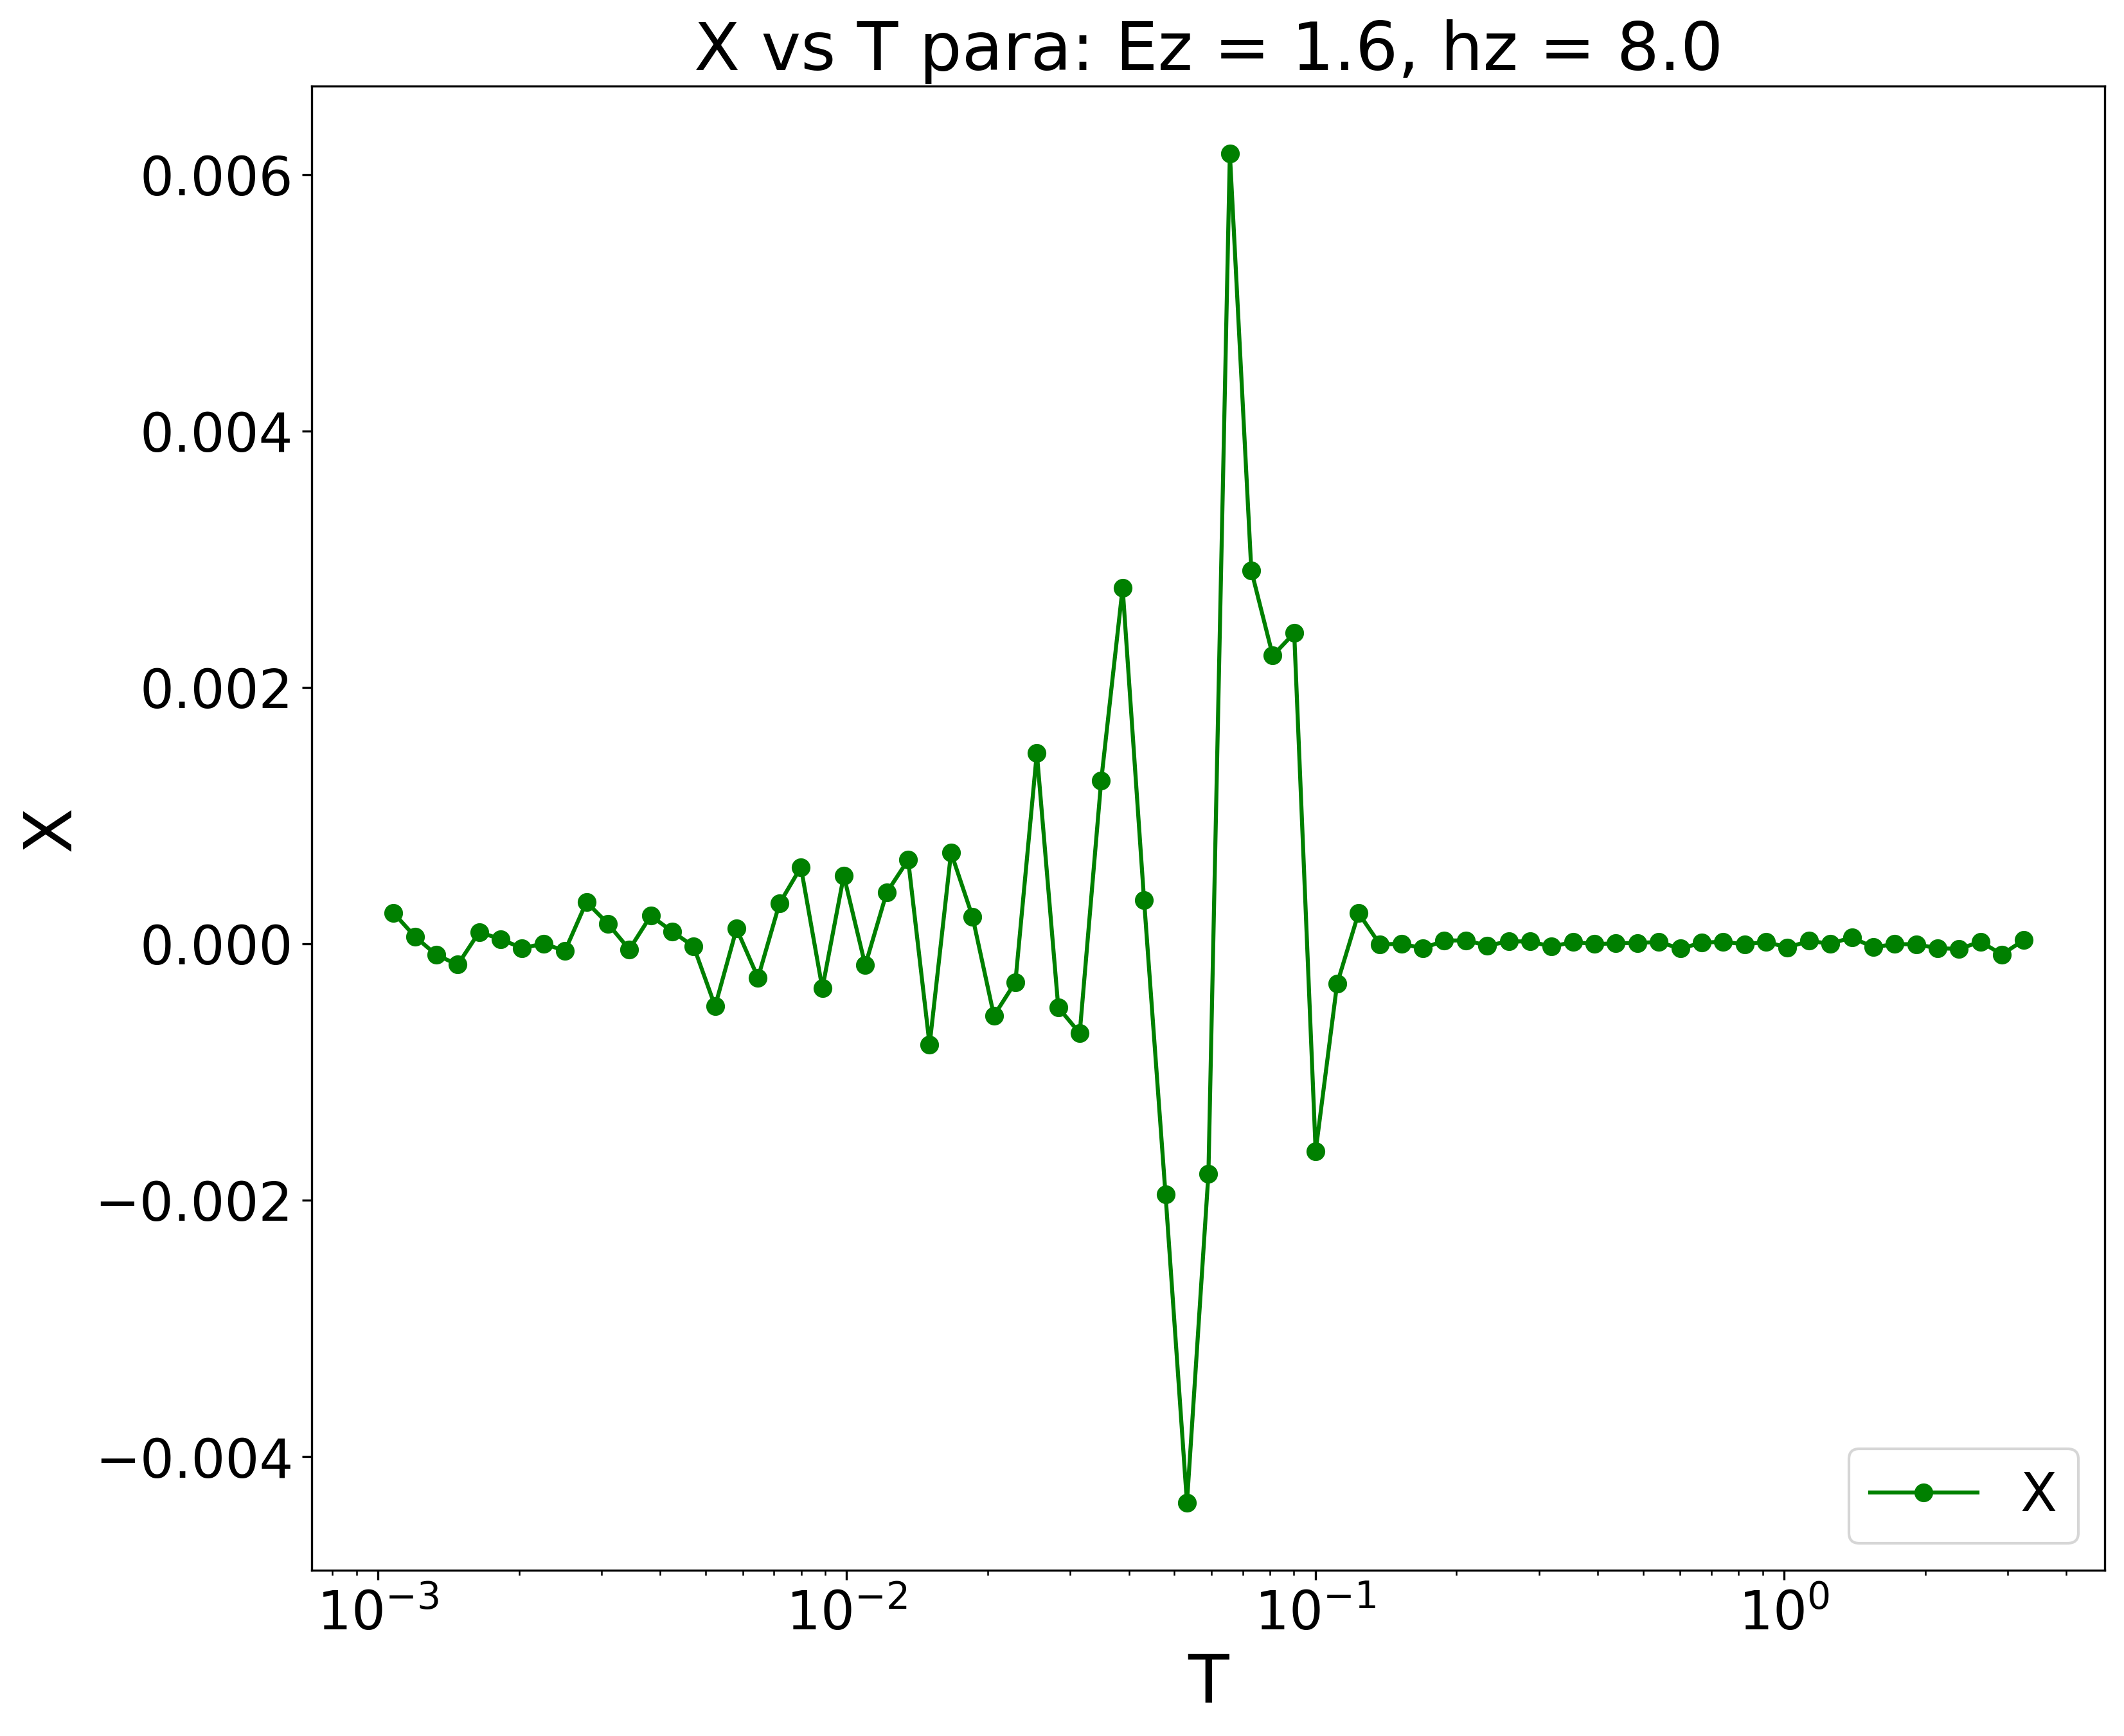 X vs T para: Ez = 1.6, hz = 8.0
0.006
0.004
0.002
0.000
−0.002
−0.004
X
X
10⁻³ 10⁻² 10⁻¹ 10⁰
T